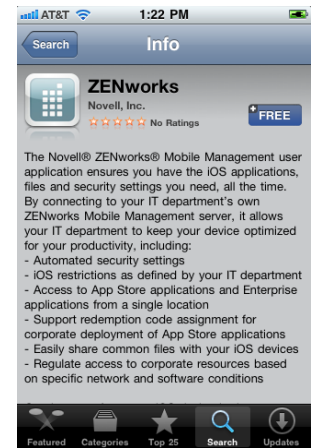 AT&T 1:22 PM
Search Info
ZENworks
Novell, Inc.
No Ratings
FREE
The Novell® ZENworks® Mobile Management user
application ensures you have the iOS applications,
files and security settings you need, all the time.
By connecting to your IT department's own
ZENworks Mobile Management server, it allows
your IT department to keep your device optimized
for your productivity, including:
- Automated security settings
- iOS restrictions as defined by your IT department
- Access to App Store applications and Enterprise
applications from a single location
- Support redemption code assignment for
corporate deployment of App Store applications
- Easily share common files with your iOS devices
- Regulate access to corporate resources based
on specific network and software conditions
Featured Categories Top 25 Search Updates